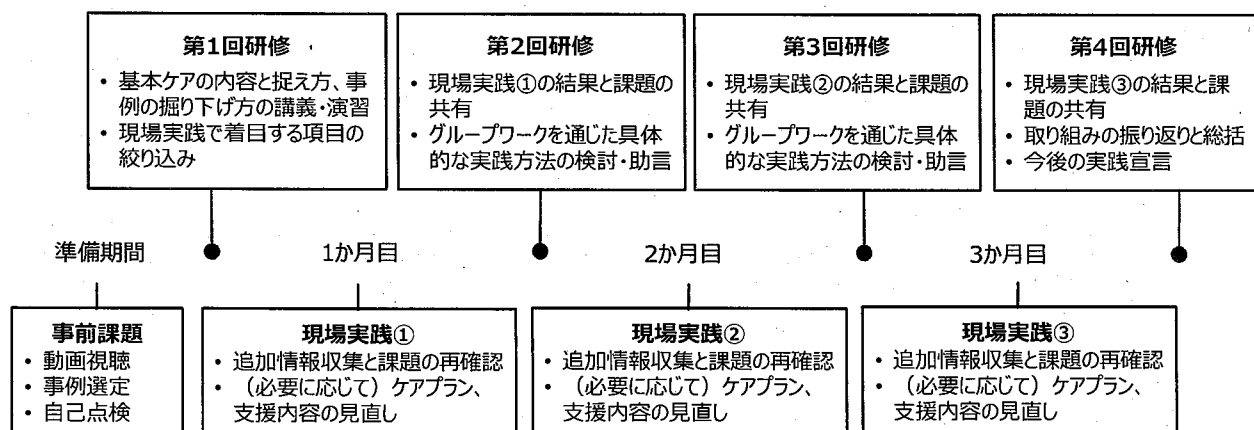 第1回研修
• 基本ケアの内容と捉え方、事
例の掘り下げ方の講義・演習
• 現場実践で着目する項目の
絞り込み
第2回研修
• 現場実践①の結果と課題の
共有
• グループワークを通じた具体
的な実践方法の検討・助言
第3回研修
• 現場実践②の結果と課題の
共有
• グループワークを通じた具体
的な実践方法の検討・助言
第4回研修
• 現場実践③の結果と課
題の共有
• 取り組みの振り返りと総括
• 今後の実践宣言
準備期間
1か月目
2か月目
3か月目
事前課題
• 動画視聴
• 事例選定
• 自己点検
現場実践①
• 追加情報収集と課題の再確認
• （必要に応じて）ケアプラン、
支援内容の見直し
現場実践②
• 追加情報収集と課題の再確認
• （必要に応じて）ケアプラン、
支援内容の見直し
現場実践③
• 追加情報収集と課題の再確認
• （必要に応じて）ケアプラン、
支援内容の見直し